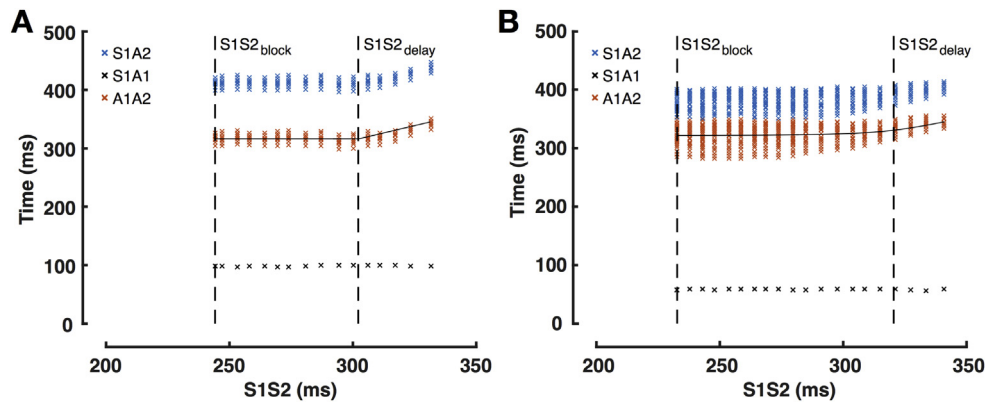 A
500
400
300
200
100
0
Time (ms)
S1A2
S1A1
A1A2
S1S2block
S1S2delay
200
250
300
350
S1S2 (ms)
B
500
400
300
200
100
0
Time (ms)
S1A2
S1A1
A1A2
S1S2block
S1S2delay
200
250
300
350
S1S2 (ms)